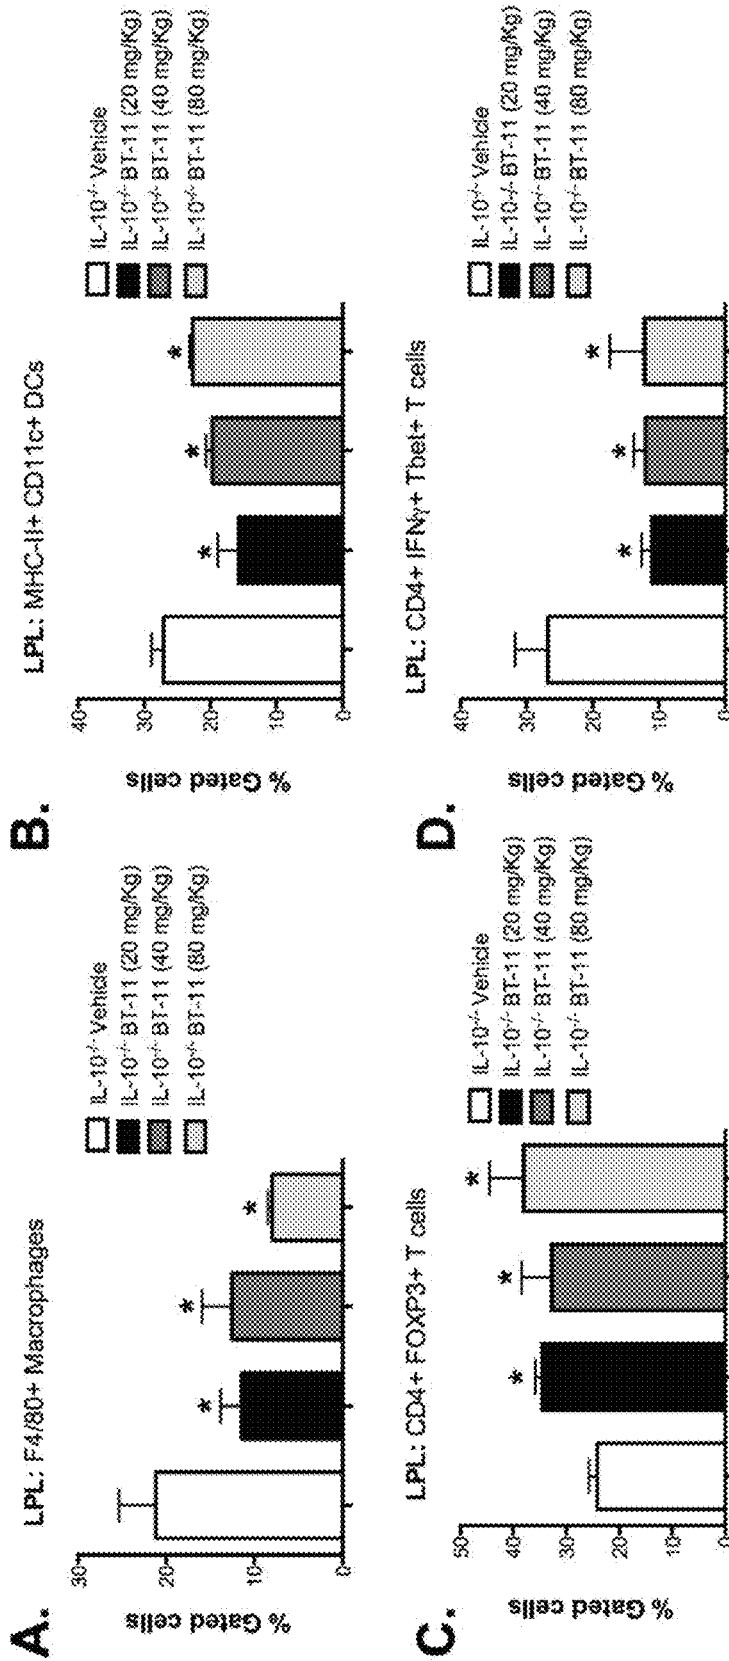 A.
LPL: F4/80+ Macrophages
% Gated cells
30
20
10
0
*
*
*
IL-10-/- Vehicle
IL-10-/- BT-11 (20 mg/Kg)
IL-10-/- BT-11 (40 mg/Kg)
IL-10-/- BT-11 (80 mg/Kg)
B.
LPL: MHC-II+ CD11c+ DCs
% Gated cells
40
30
20
10
0
*
*
*
IL-10-/- Vehicle
IL-10-/- BT-11 (20 mg/Kg)
IL-10-/- BT-11 (40 mg/Kg)
IL-10-/- BT-11 (80 mg/Kg)
C.
LPL: CD4+ FOXP3+ T cells
% Gated cells
50
40
30
20
10
0
*
*
*
IL-10-/- Vehicle
IL-10-/- BT-11 (20 mg/Kg)
IL-10-/- BT-11 (40 mg/Kg)
IL-10-/- BT-11 (80 mg/Kg)
D.
LPL: CD4+ IFNγ+ Tbet+ T cells
% Gated cells
40
30
20
10
0
*
*
*
IL-10-/- Vehicle
IL-10-/- BT-11 (20 mg/Kg)
IL-10-/- BT-11 (40 mg/Kg)
IL-10-/- BT-11 (80 mg/Kg)